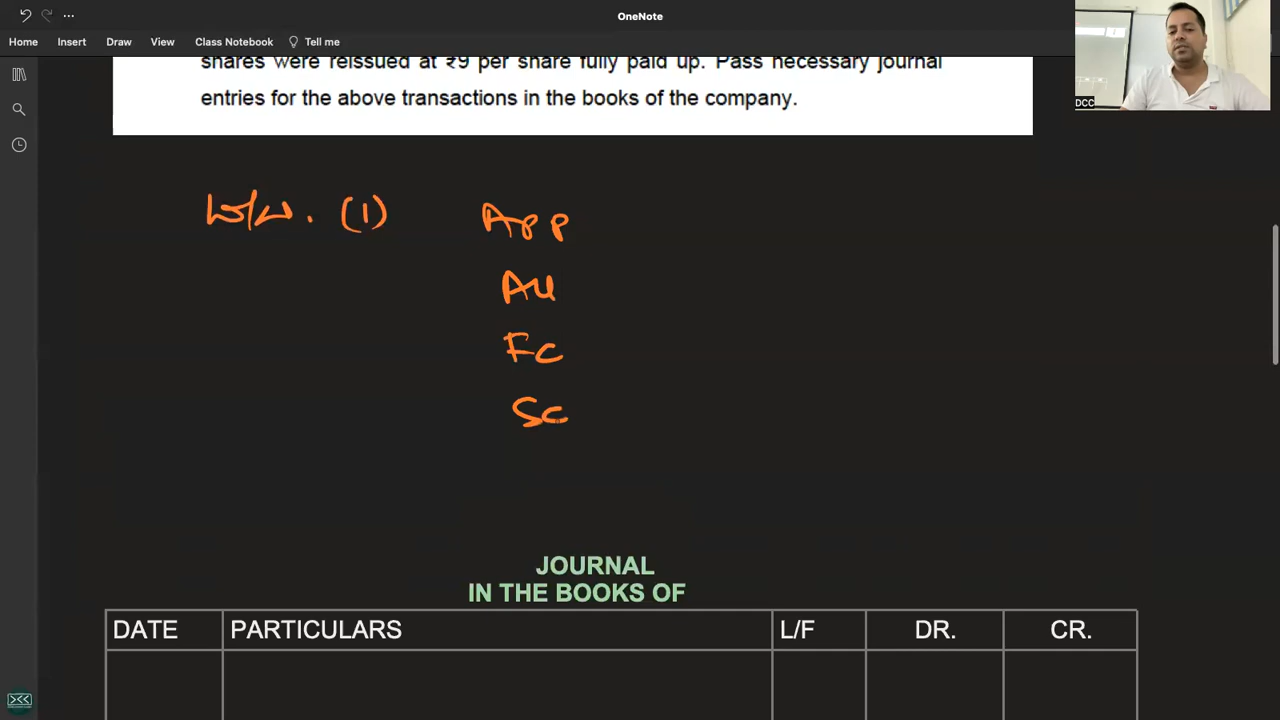 OneNote
Home Insert Draw View Class Notebook Tell me
DCC
shares were reissued at ₹9 per share fully paid up. Pass necessary journal
entries for the above transactions in the books of the company.
W/N. (1) App
All
Fc
Sc
JOURNAL
IN THE BOOKS OF
DATE PARTICULARS L/F DR. CR.